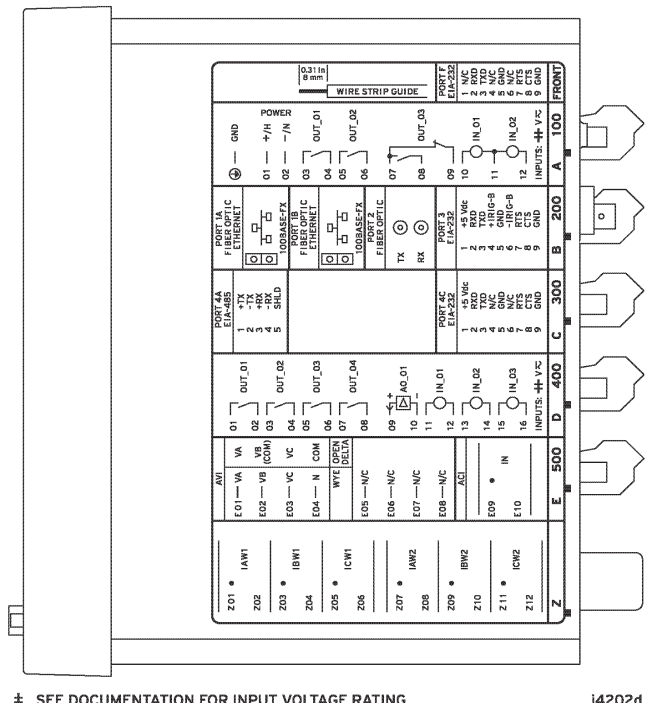 0.31 in
8 mm
WIRE STRIP GUIDE
PORT F
EIA-232
1 N/C
2 RXD
3 TXD
4 N/C
5 GND
6 N/C
7 RTS
8 CTS
9 GND
FRONT
GND
POWER
01 +/H
02 -/N
OUT_01
03
04
OUT_02
05
06
OUT_03
07
08
09
IN_01
IN_02
10
11
12
INPUTS: V
A 100
PORT 1A
FIBER OPTIC
ETHERNET
100BASE-FX
PORT 1B
FIBER OPTIC
ETHERNET
100BASE-FX
PORT 2
FIBER OPTIC
TX
RX
PORT 3
EIA-232
1 +5 Vdc
2 RXD
3 TXD
4 +IRIG-B
5 GND
6 -IRIG-B
7 RTS
8 CTS
9 GND
B 200
PORT 4A
EIA-485
1 +TX
2 -TX
3 +RX
4 -RX
5 SHLD
PORT 4C
EIA-232
1 +5 Vdc
2 RXD
3 TXD
4 N/C
5 GND
6 N/C
7 RTS
8 CTS
9 GND
C 300
OUT_01
01
02
OUT_02
03
04
OUT_03
05
06
OUT_04
07
08
AO_01
+
-
09
10
IN_01
11
12
IN_02
13
14
IN_03
15
16
INPUTS: V
D 400
AVI
E01 VA VA
E02 VB VB
(COM)
E03 VC VC
E04 N COM
WYE OPEN
DELTA
E05 N/C
E06 N/C
E07 N/C
E08 N/C
ACI
E09
E10
IN
E 500
Z01
IAW1
Z02
Z03
IBW1
Z04
Z05
ICW1
Z06
Z07
IAW2
Z08
Z09
IBW2
Z10
Z11
ICW2
Z12
Z
‡ SEE DOCUMENTATION FOR INPUT VOLTAGE RATING
i4202d